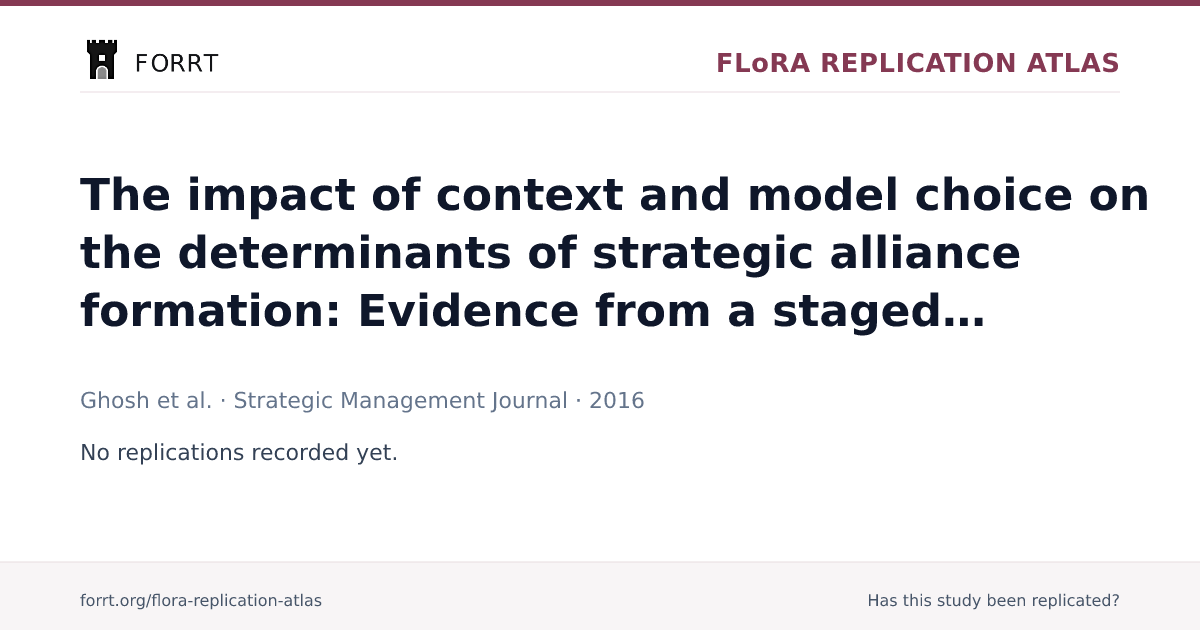 FORRT
FLoRA REPLICATION ATLAS
The impact of context and model choice on
the determinants of strategic alliance
formation: Evidence from a staged…
Ghosh et al. · Strategic Management Journal · 2016
No replications recorded yet.
forrt.org/flora-replication-atlas
Has this study been replicated?